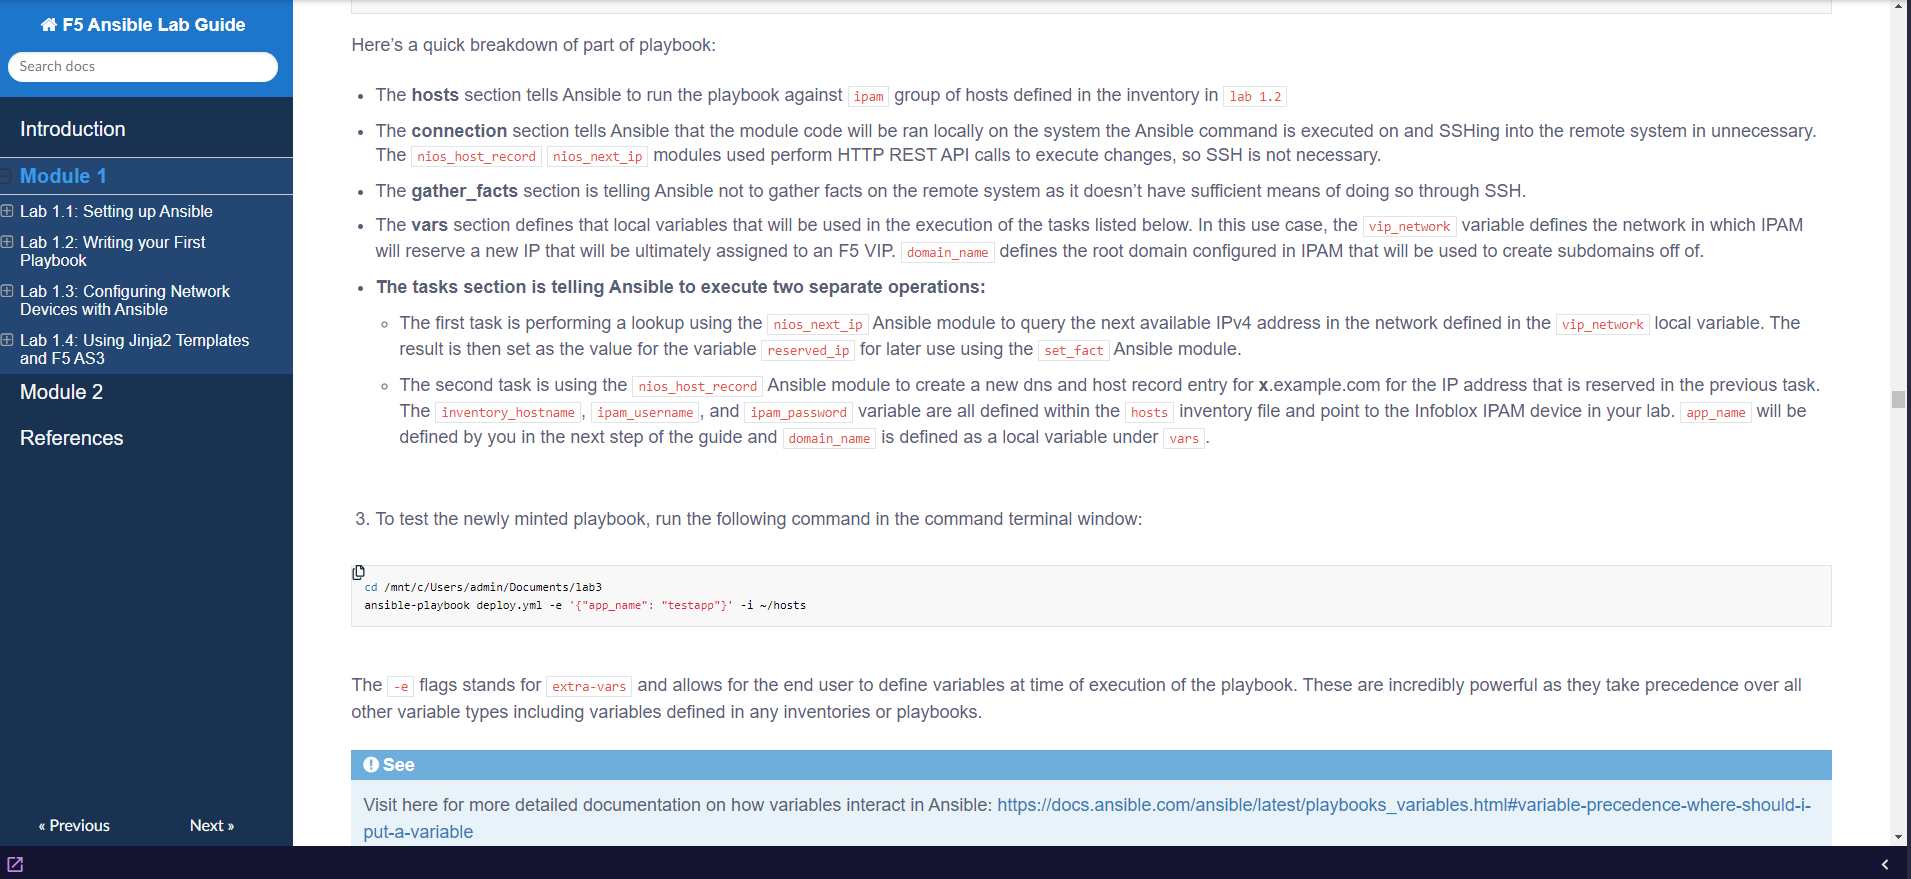 F5 Ansible Lab Guide
Search docs
Introduction
Module 1
Lab 1.1: Setting up Ansible
Lab 1.2: Writing your First
Playbook
Lab 1.3: Configuring Network
Devices with Ansible
Lab 1.4: Using Jinja2 Templates
and F5 AS3
Module 2
References
« Previous
Next »
Here's a quick breakdown of part of playbook:
The hosts section tells Ansible to run the playbook against ipam group of hosts defined in the inventory in lab 1.2
The connection section tells Ansible that the module code will be ran locally on the system the Ansible command is executed on and SSHing into the remote system in unnecessary.
The nios_host_record nios_next_ip modules used perform HTTP REST API calls to execute changes, so SSH is not necessary.
The gather_facts section is telling Ansible not to gather facts on the remote system as it doesn't have sufficient means of doing so through SSH.
The vars section defines that local variables that will be used in the execution of the tasks listed below. In this use case, the vip_network variable defines the network in which IPAM
will reserve a new IP that will be ultimately assigned to an F5 VIP. domain_name defines the root domain configured in IPAM that will be used to create subdomains off of.
The tasks section is telling Ansible to execute two separate operations:
The first task is performing a lookup using the nios_next_ip Ansible module to query the next available IPv4 address in the network defined in the vip_network local variable. The
result is then set as the value for the variable reserved_ip for later use using the set_fact Ansible module.
The second task is using the nios_host_record Ansible module to create a new dns and host record entry for x.example.com for the IP address that is reserved in the previous task.
The inventory_hostname , ipam_username , and ipam_password variable are all defined within the hosts inventory file and point to the Infoblox IPAM device in your lab. app_name will be
defined by you in the next step of the guide and domain_name is defined as a local variable under vars .
3. To test the newly minted playbook, run the following command in the command terminal window:
cd /mnt/c/Users/admin/Documents/lab3
ansible-playbook deploy.yml -e '{"app_name": "testapp"}' -i ~/hosts
The -e flags stands for extra-vars and allows for the end user to define variables at time of execution of the playbook. These are incredibly powerful as they take precedence over all
other variable types including variables defined in any inventories or playbooks.
See
Visit here for more detailed documentation on how variables interact in Ansible: https://docs.ansible.com/ansible/latest/playbooks_variables.html#variable-precedence-where-should-i-
put-a-variable